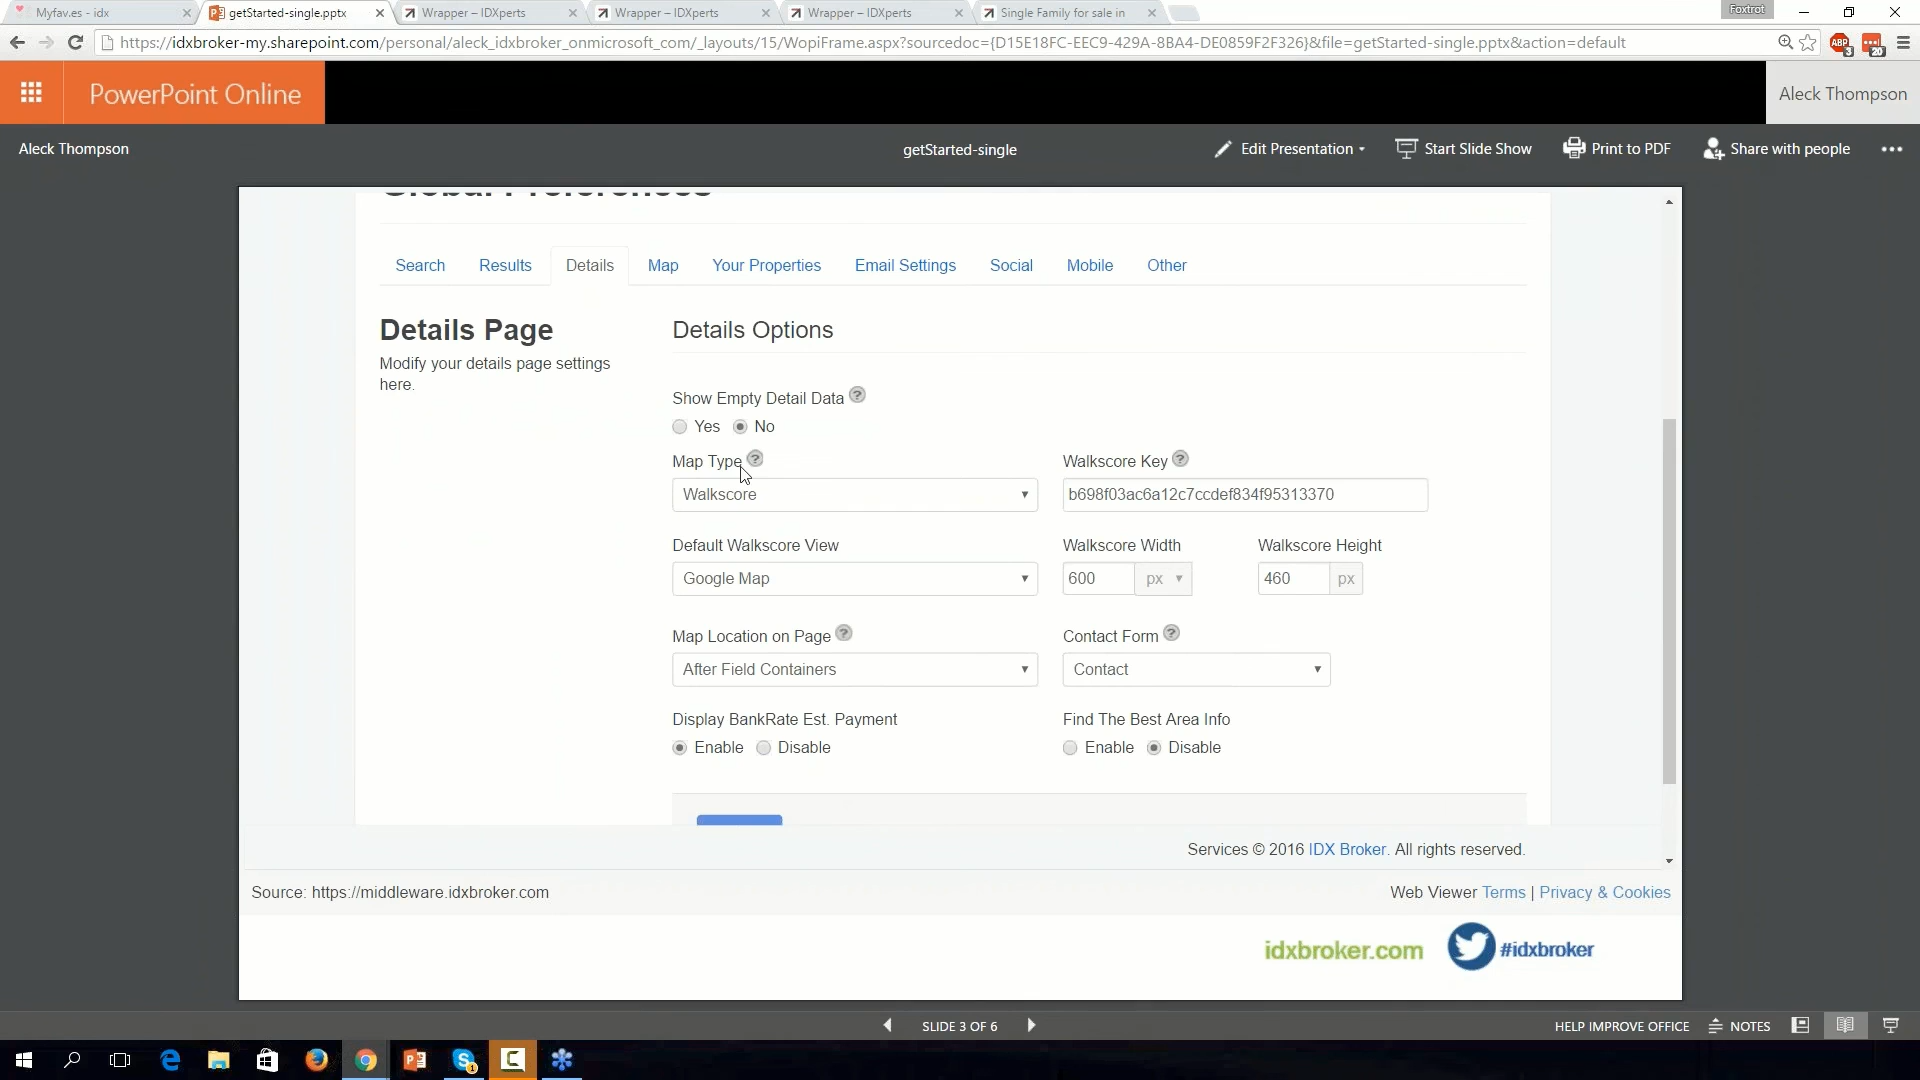 Myfav.es - idx
getStarted-single.pptx
Wrapper – IDXperts
Wrapper – IDXperts
Wrapper – IDXperts
Single Family for sale in
Foxtrot
https://idxbroker-my.sharepoint.com/personal/aleck_idxbroker_onmicrosoft_com/_layouts/15/WopiFrame.aspx?sourcedoc={D15E18FC-EEC9-429A-8BA4-DE0859F2F326}&file=getStarted-single.pptx&action=default
ABP
3
20
PowerPoint Online
Aleck Thompson
Aleck Thompson
getStarted-single
Edit Presentation
Start Slide Show
Print to PDF
Share with people
Global Preferences
Search
Results
Details
Map
Your Properties
Email Settings
Social
Mobile
Other
Details Page
Modify your details page settings
here.
Details Options
Show Empty Detail Data ?
Yes No
Map Type ?
Walkscore Key ?
Walkscore
b698f03ac6a12c7ccdef834f95313370
Default Walkscore View
Walkscore Width
Walkscore Height
Google Map
600 px
460 px
Map Location on Page ?
Contact Form ?
After Field Containers
Contact
Display BankRate Est. Payment
Find The Best Area Info
Enable Disable
Enable Disable
Services © 2016 IDX Broker. All rights reserved.
Source: https://middleware.idxbroker.com
Web Viewer Terms | Privacy & Cookies
idxbroker.com
#idxbroker
SLIDE 3 OF 6
HELP IMPROVE OFFICE
NOTES